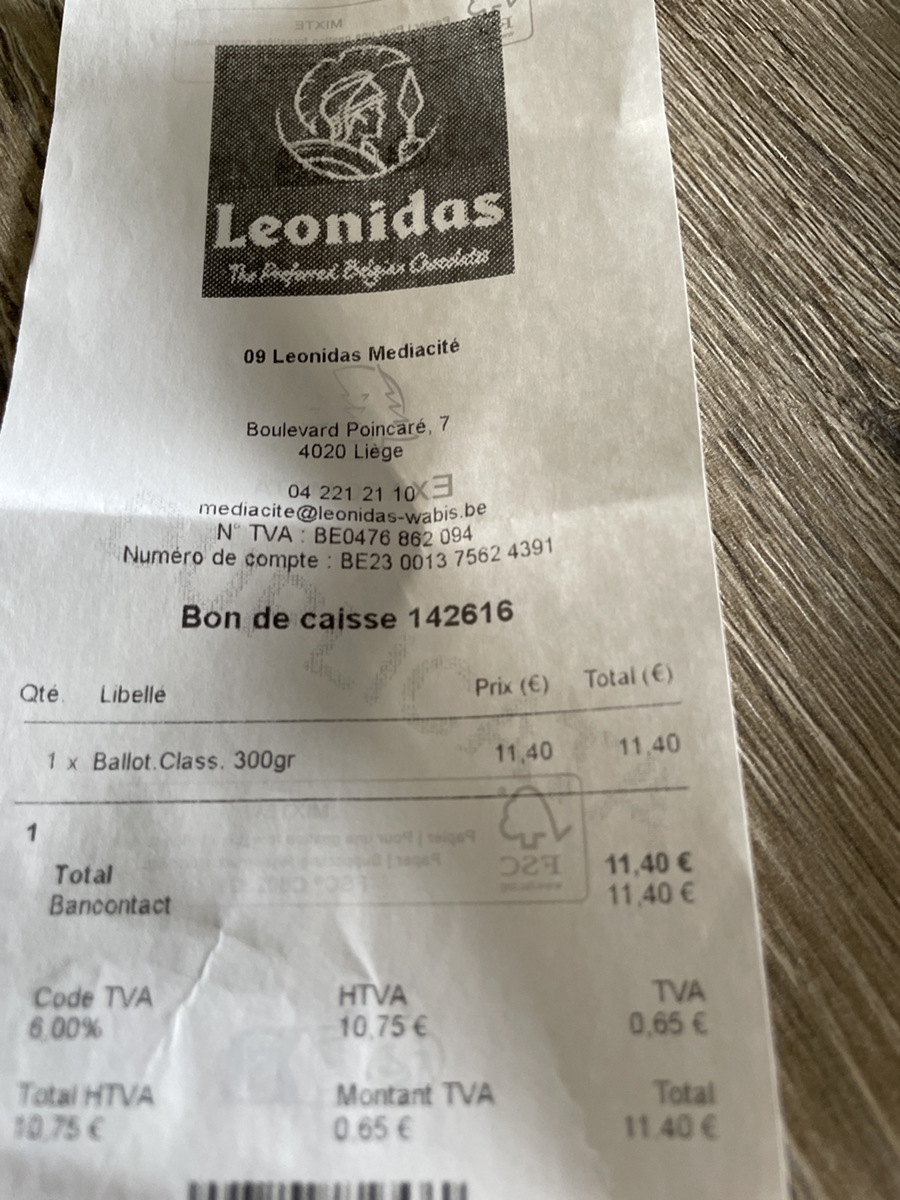 Leonidas
The Preferred Belgian Chocolates
09 Leonidas Mediacité
Boulevard Poincaré, 7
4020 Liège
04 221 21 10
mediacite@leonidas-wabis.be
N° TVA : BE0476 862 094
Numéro de compte : BE23 0013 7562 4391
Bon de caisse 142616
Qté. Libellé Prix (€) Total (€)
1 x Ballot.Class. 300gr 11,40 11,40
1
Total 11,40 €
Bancontact 11,40 €
Code TVA HTVA TVA
6.00% 10,75 € 0,65 €
Total HTVA Montant TVA Total
10,75 € 0.65 € 11.40 €